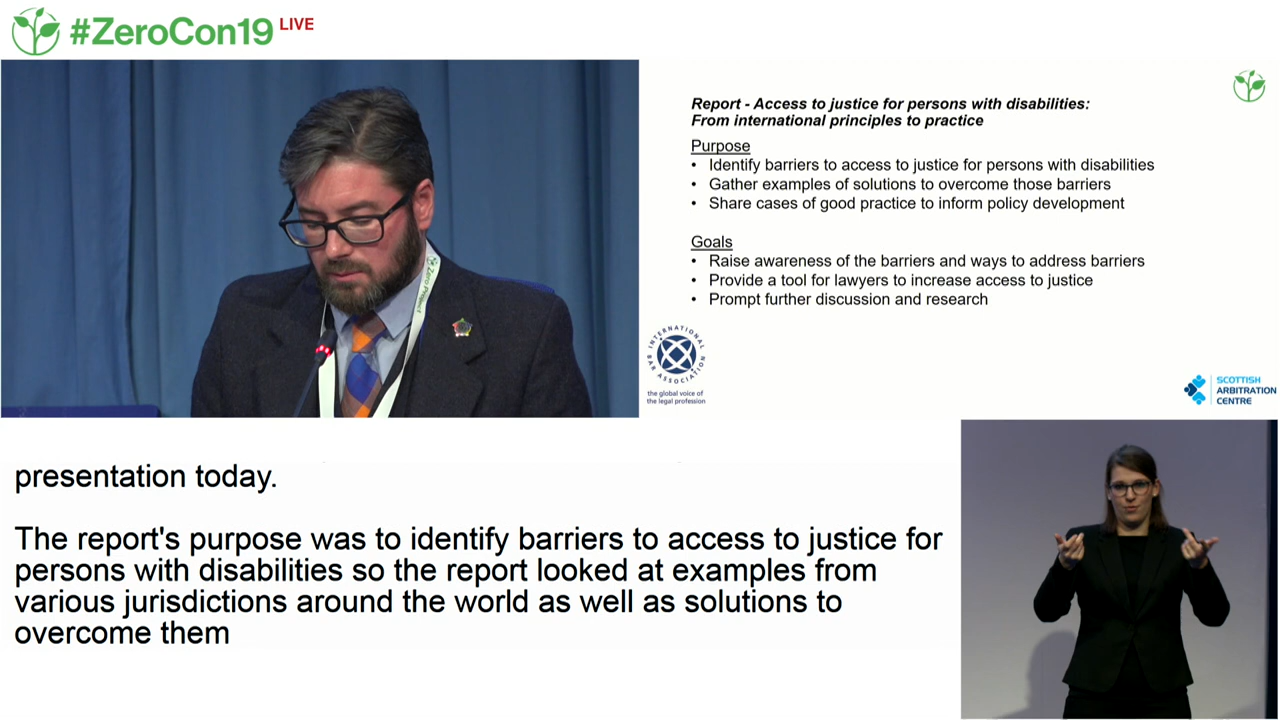 #ZeroCon19 LIVE
Report - Access to justice for persons with disabilities:
From international principles to practice
Purpose
• Identify barriers to access to justice for persons with disabilities
• Gather examples of solutions to overcome those barriers
• Share cases of good practice to inform policy development
Goals
• Raise awareness of the barriers and ways to address barriers
• Provide a tool for lawyers to increase access to justice
• Prompt further discussion and research
Zero Project
INTERNATIONAL BAR ASSOCIATION
the global voice of
the legal profession
SCOTTISH
ARBITRATION
CENTRE
presentation today.
The report's purpose was to identify barriers to access to justice for
persons with disabilities so the report looked at examples from
various jurisdictions around the world as well as solutions to
overcome them